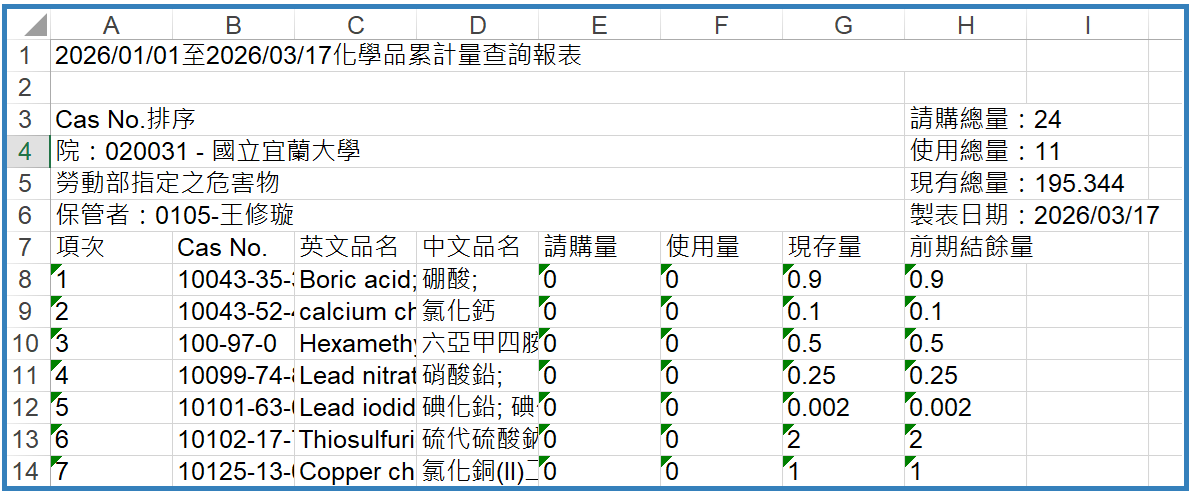 A B C D E F G H I
1 2026/01/01至2026/03/17化學品累計量查詢報表
2
3 Cas No.排序 請購總量：24
4 院：020031 - 國立宜蘭大學 使用總量：11
5 勞動部指定之危害物 現有總量：195.344
6 保管者：0105-王修璇 製表日期：2026/03/17
7 項次 Cas No. 英文品名 中文品名 請購量 使用量 現存量 前期結餘量
8 1 10043-35- Boric acid; 硼酸; 0 0 0.9 0.9
9 2 10043-52- calcium ch 氯化鈣 0 0 0.1 0.1
10 3 100-97-0 Hexamethy 六亞甲四胺 0 0 0.5 0.5
11 4 10099-74- Lead nitrat 硝酸鉛; 0 0 0.25 0.25
12 5 10101-63- Lead iodid 碘化鉛; 碘 0 0 0.002 0.002
13 6 10102-17- Thiosulfuri 硫代硫酸鈉 0 0 2 2
14 7 10125-13- Copper ch 氯化銅(II)二 0 0 1 1